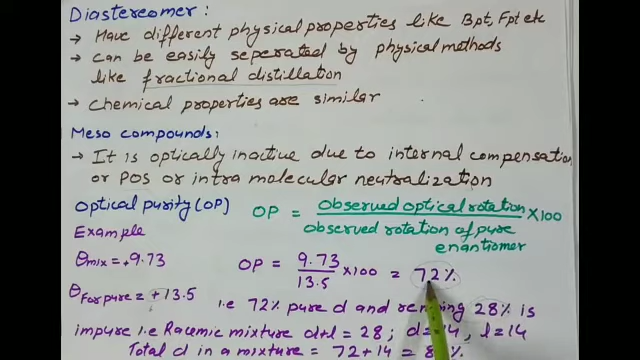 Diastereomer:
→ Have different physical properties like Bpt, Fpt etc
→ can be easily seperated by physical methods
like fractional distillation
→ chemical properties are similar
Meso compounds:
→ It is optically inactive due to internal compensation
or POS or intra molecular neutralization
Optical purity (OP) OP = observed optical rotation / observed rotation of pure enantiomer ×100
Example
θmix = +9.73 OP = 9.73/13.5 ×100 = 72%
θFor pure = +13.5
i.e 72% pure d and 28% is
impure i.e Racemic mixture d+l = 28; d=14, l=14
Total d in a mixture = 72+14 =